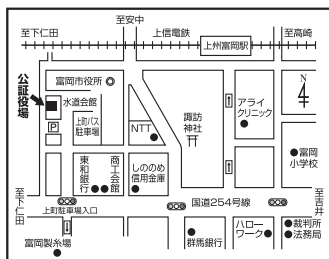 至下仁田
至安中
上信電鉄
至高崎
上州富岡駅
富岡市役所
公証役場
水道会館
P
上町バス
駐車場
NTT
諏訪
神社
アライ
クリニック
N
4
富岡
小学校
東和銀行
商工会館
しののめ
信用金庫
至下仁田
上町駐車場入口
国道254号線
至吉井
富岡製糸場
群馬銀行
ハロー
ワーク
裁判所
法務局